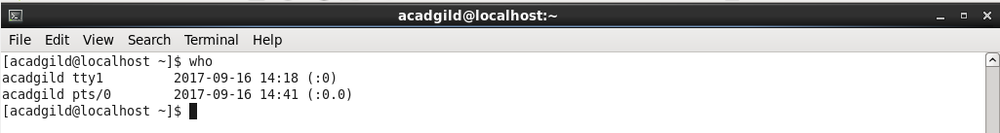 acadgild@localhost:~
File Edit View Search Terminal Help
[acadgild@localhost ~]$ who
acadgild tty1         2017-09-16 14:18 (:0)
acadgild pts/0        2017-09-16 14:41 (:0.0)
[acadgild@localhost ~]$